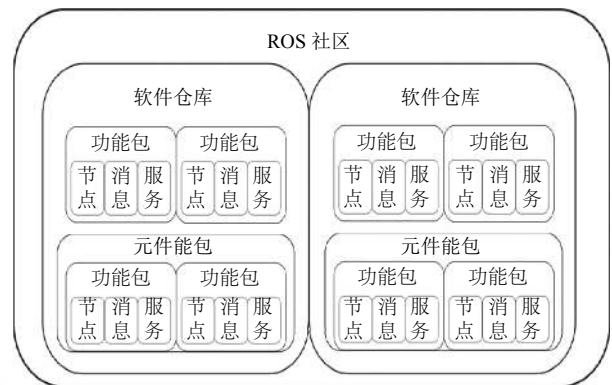 ROS 社区
软件仓库 软件仓库
功能包 功能包 功能包 功能包
节点 消息 服务 节点 消息 服务 节点 消息 服务 节点 消息 服务
元件能包 元件能包
功能包 功能包 功能包 功能包
节点 消息 服务 节点 消息 服务 节点 消息 服务 节点 消息 服务